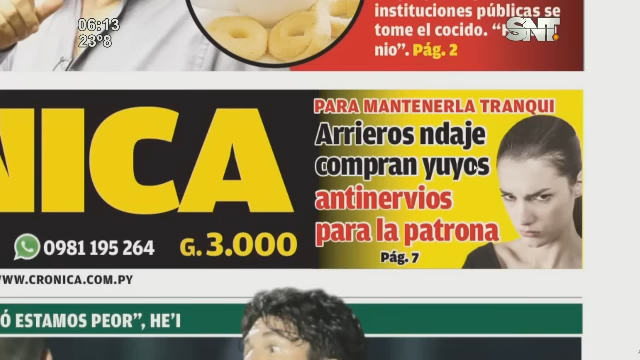 06:13
23°8
instituciones públicas se
tome el cocido.
nio". Pág. 2
SNT
NICA
PARA MANTENERLA TRANQUI
Arrieros ndaje
compran yuyos
antinervios
para la patrona
Pág. 7
0981 195 264
G. 3.000
WWW.CRONICA.COM.PY
Ó ESTAMOS PEOR", HE'I